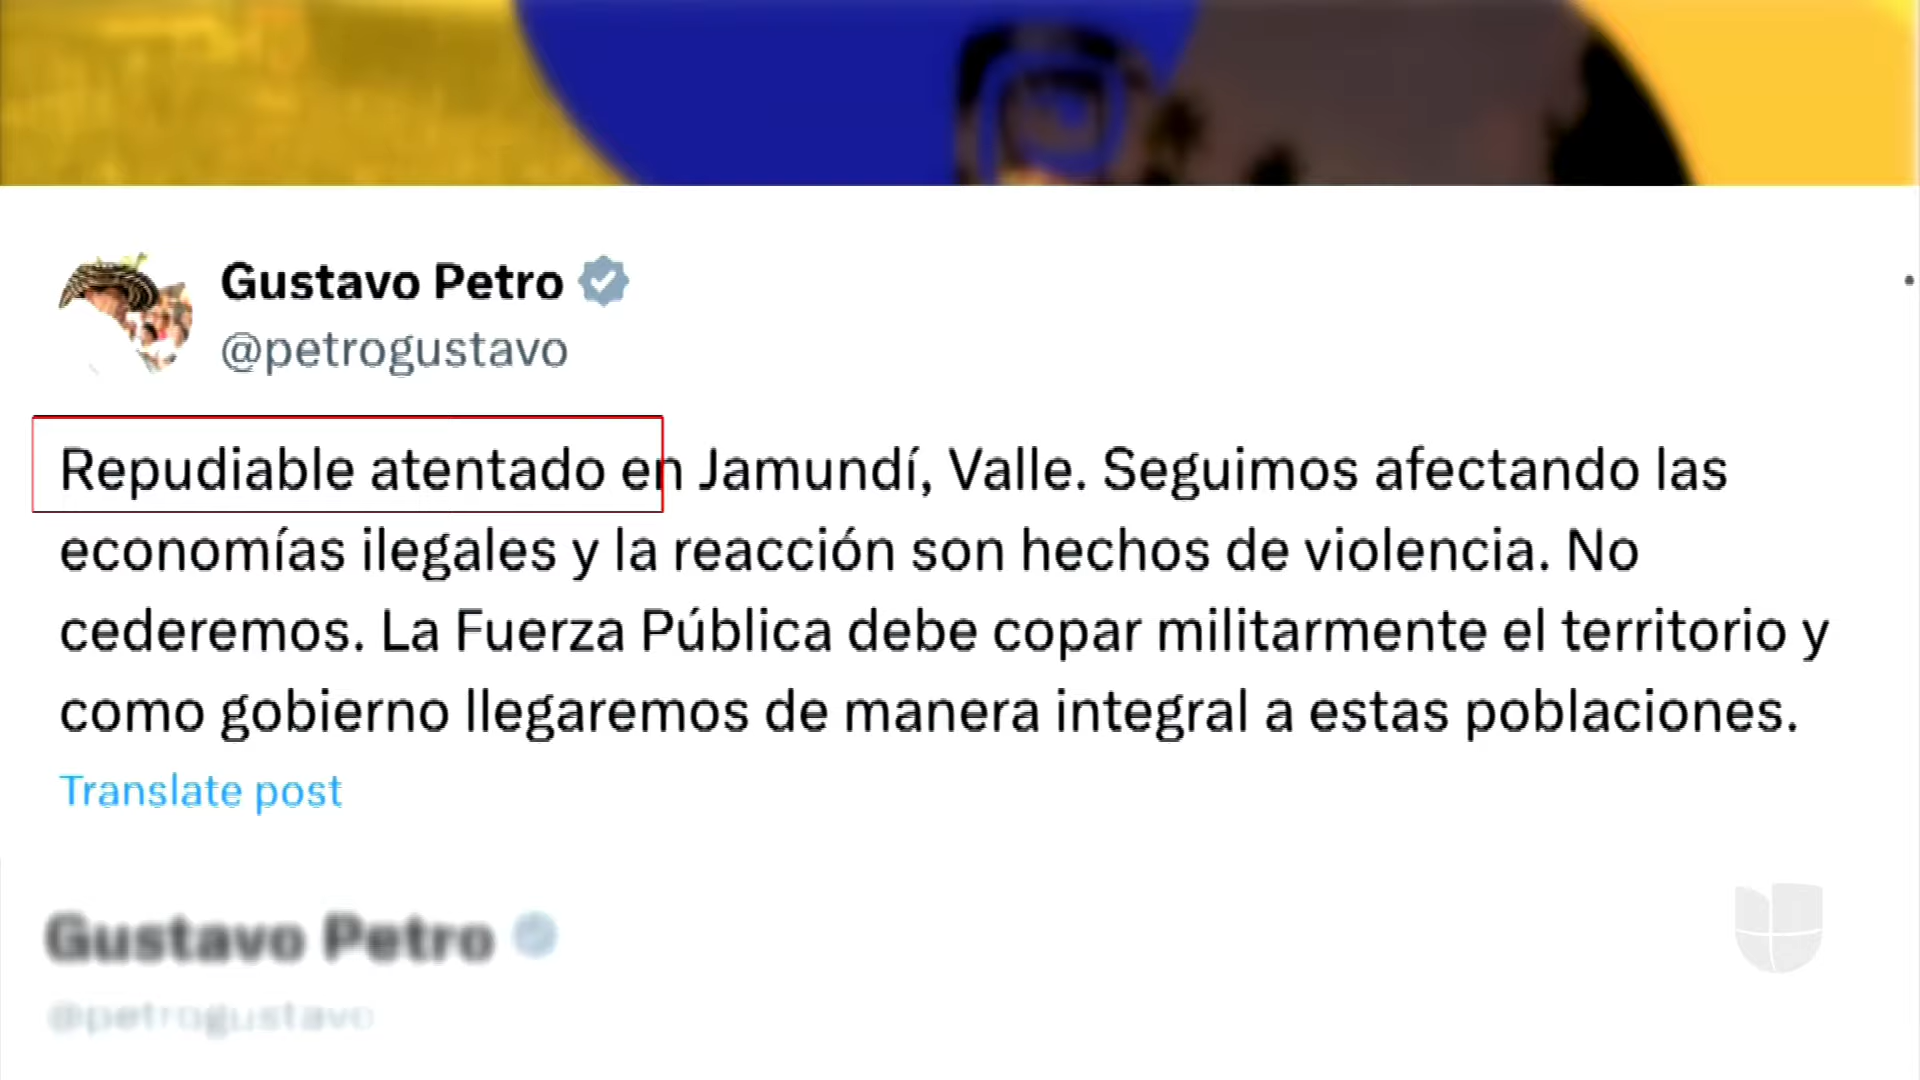 Gustavo Petro
@petrogustavo
Repudiable atentado en Jamundí, Valle. Seguimos afectando las
economías ilegales y la reacción son hechos de violencia. No
cederemos. La Fuerza Pública debe copar militarmente el territorio y
como gobierno llegaremos de manera integral a estas poblaciones.
Translate post
Gustavo Petro
@petrogustavo